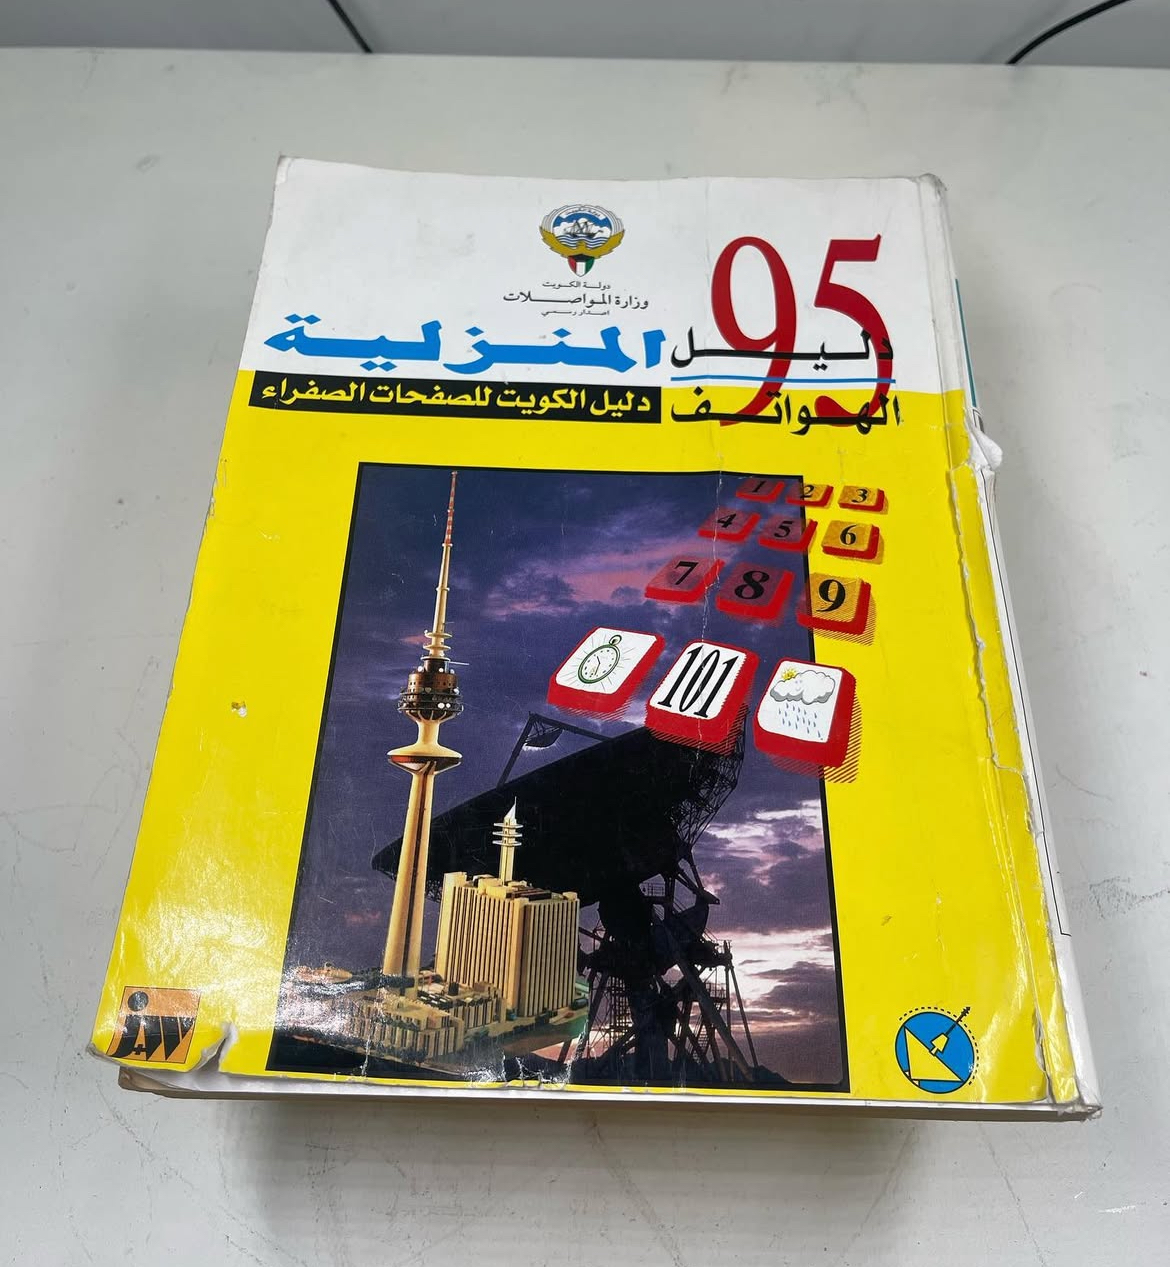 دولة الكويت
وزارة المواصلات
اصدار رسمي
95
دليل
الهواتف
المنزلية
دليل الكويت للصفحات الصفراء
1 2 3
4 5 6
7 8 9
101